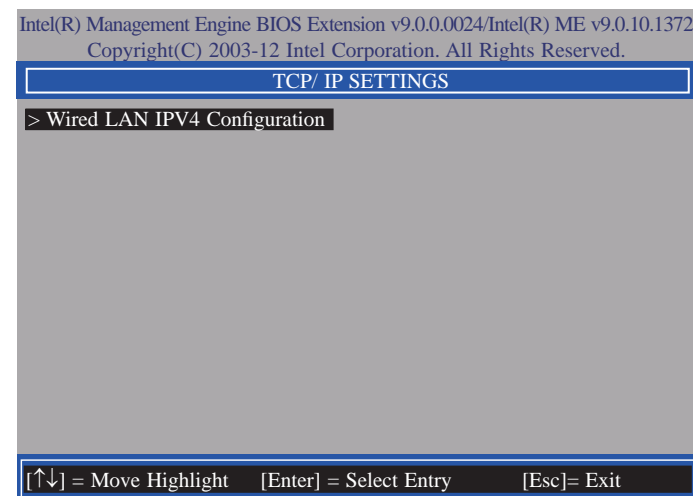 Intel(R) Management Engine BIOS Extension v9.0.0.0024/Intel(R) ME v9.0.10.1372
Copyright(C) 2003-12 Intel Corporation. All Rights Reserved.
TCP/ IP SETTINGS
> Wired LAN IPV4 Configuration
[↑↓] = Move Highlight [Enter] = Select Entry [Esc]= Exit